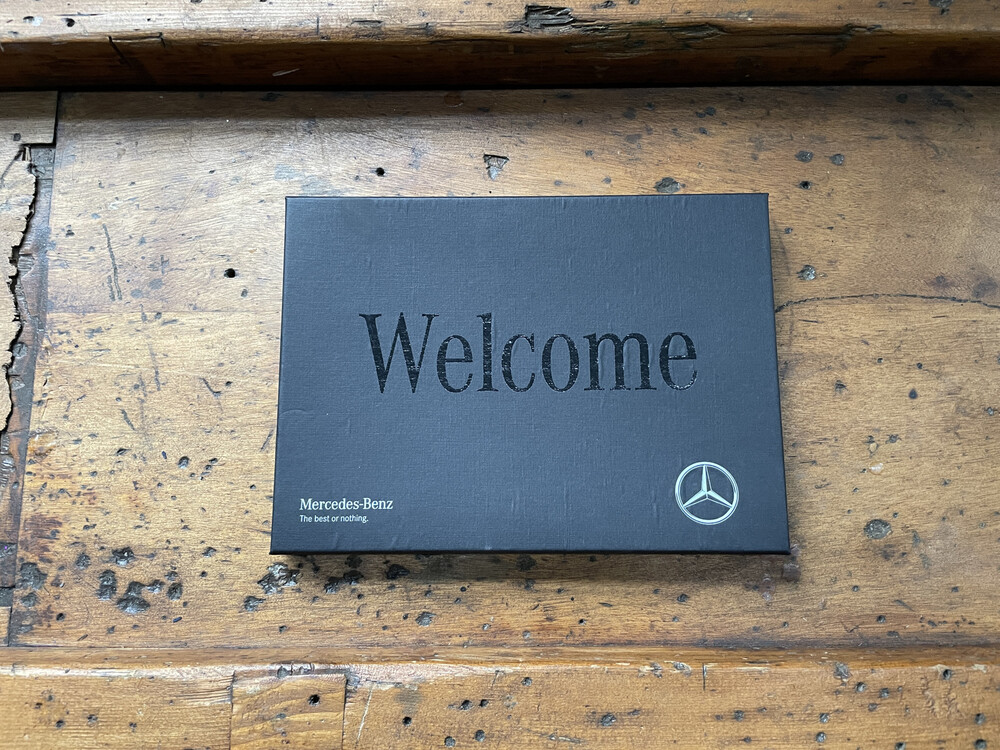 Welcome
Mercedes-Benz
The best or nothing.